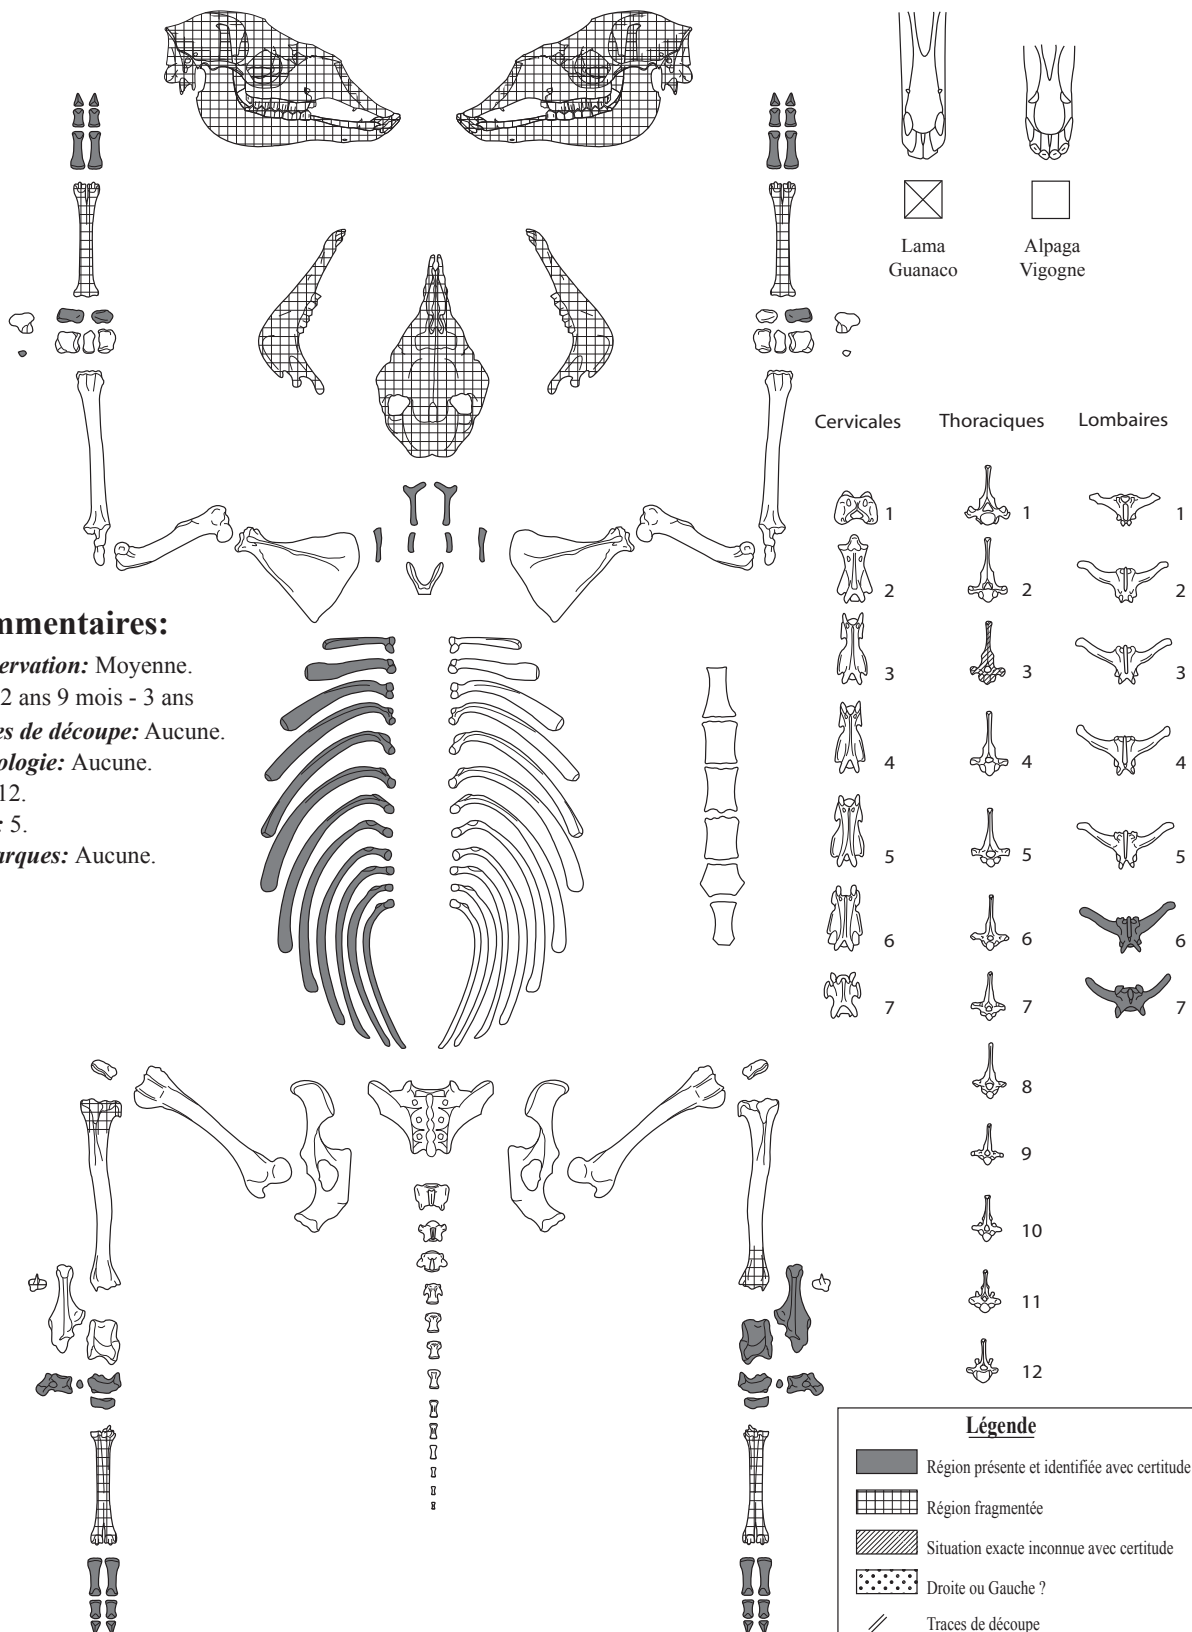 Lama
Guanaco
Alpaga
Vigogne
Cervicales
Thoraciques
Lombaires
1
2
3
4
5
6
7
1
2
3
4
5
6
7
8
9
10
11
12
1
2
3
4
5
6
7
mmentaires:
ervation: Moyenne.
2 ans 9 mois - 3 ans
es de découpe: Aucune.
ologie: Aucune.
12.
: 5.
arques: Aucune.
Légende
Région présente et identifiée avec certitude
Région fragmentée
Situation exacte inconnue avec certitude
Droite ou Gauche ?
Traces de découpe